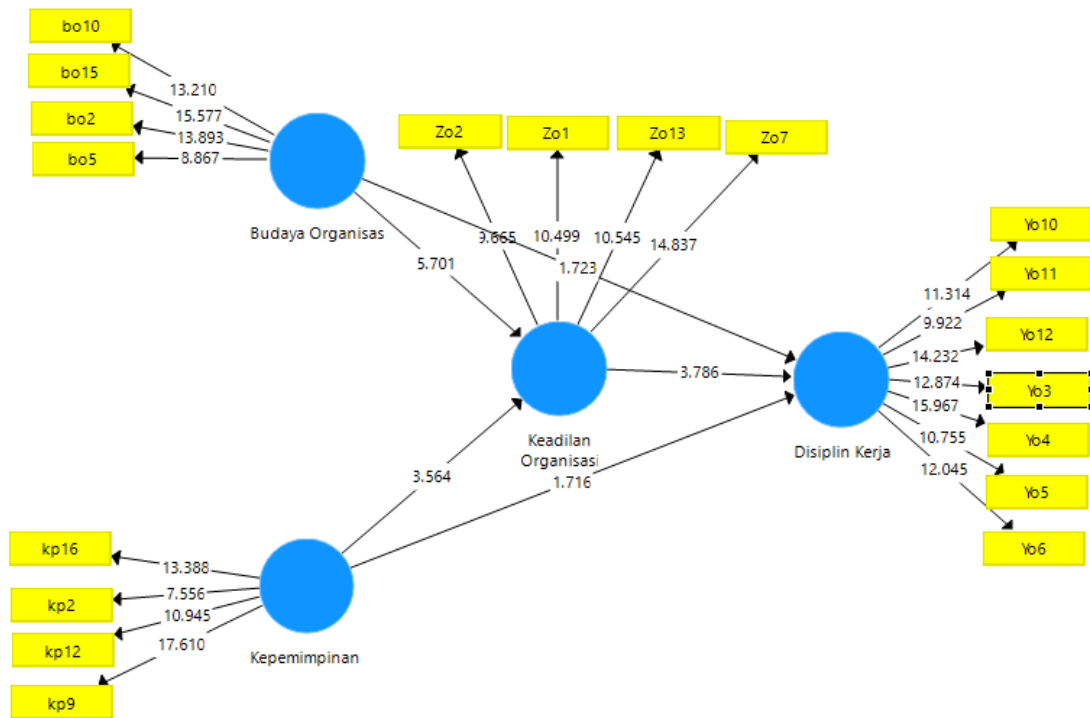 bo10
bo15
bo2
bo5
13.210
15.577
13.893
8.867
Budaya Organisas
Zo2
Zo1
Zo13
Zo7
9.665
10.499
10.545
14.837
5.701
1.723
Keadilan
Organisasi
3.786
3.564
1.716
Disiplin Kerja
Yo10
Yo11
Yo12
Yo3
Yo4
Yo5
Yo6
11.314
9.922
14.232
12.874
15.967
10.755
12.045
kp16
kp2
kp12
kp9
13.388
7.556
10.945
17.610
Kepemimpinan